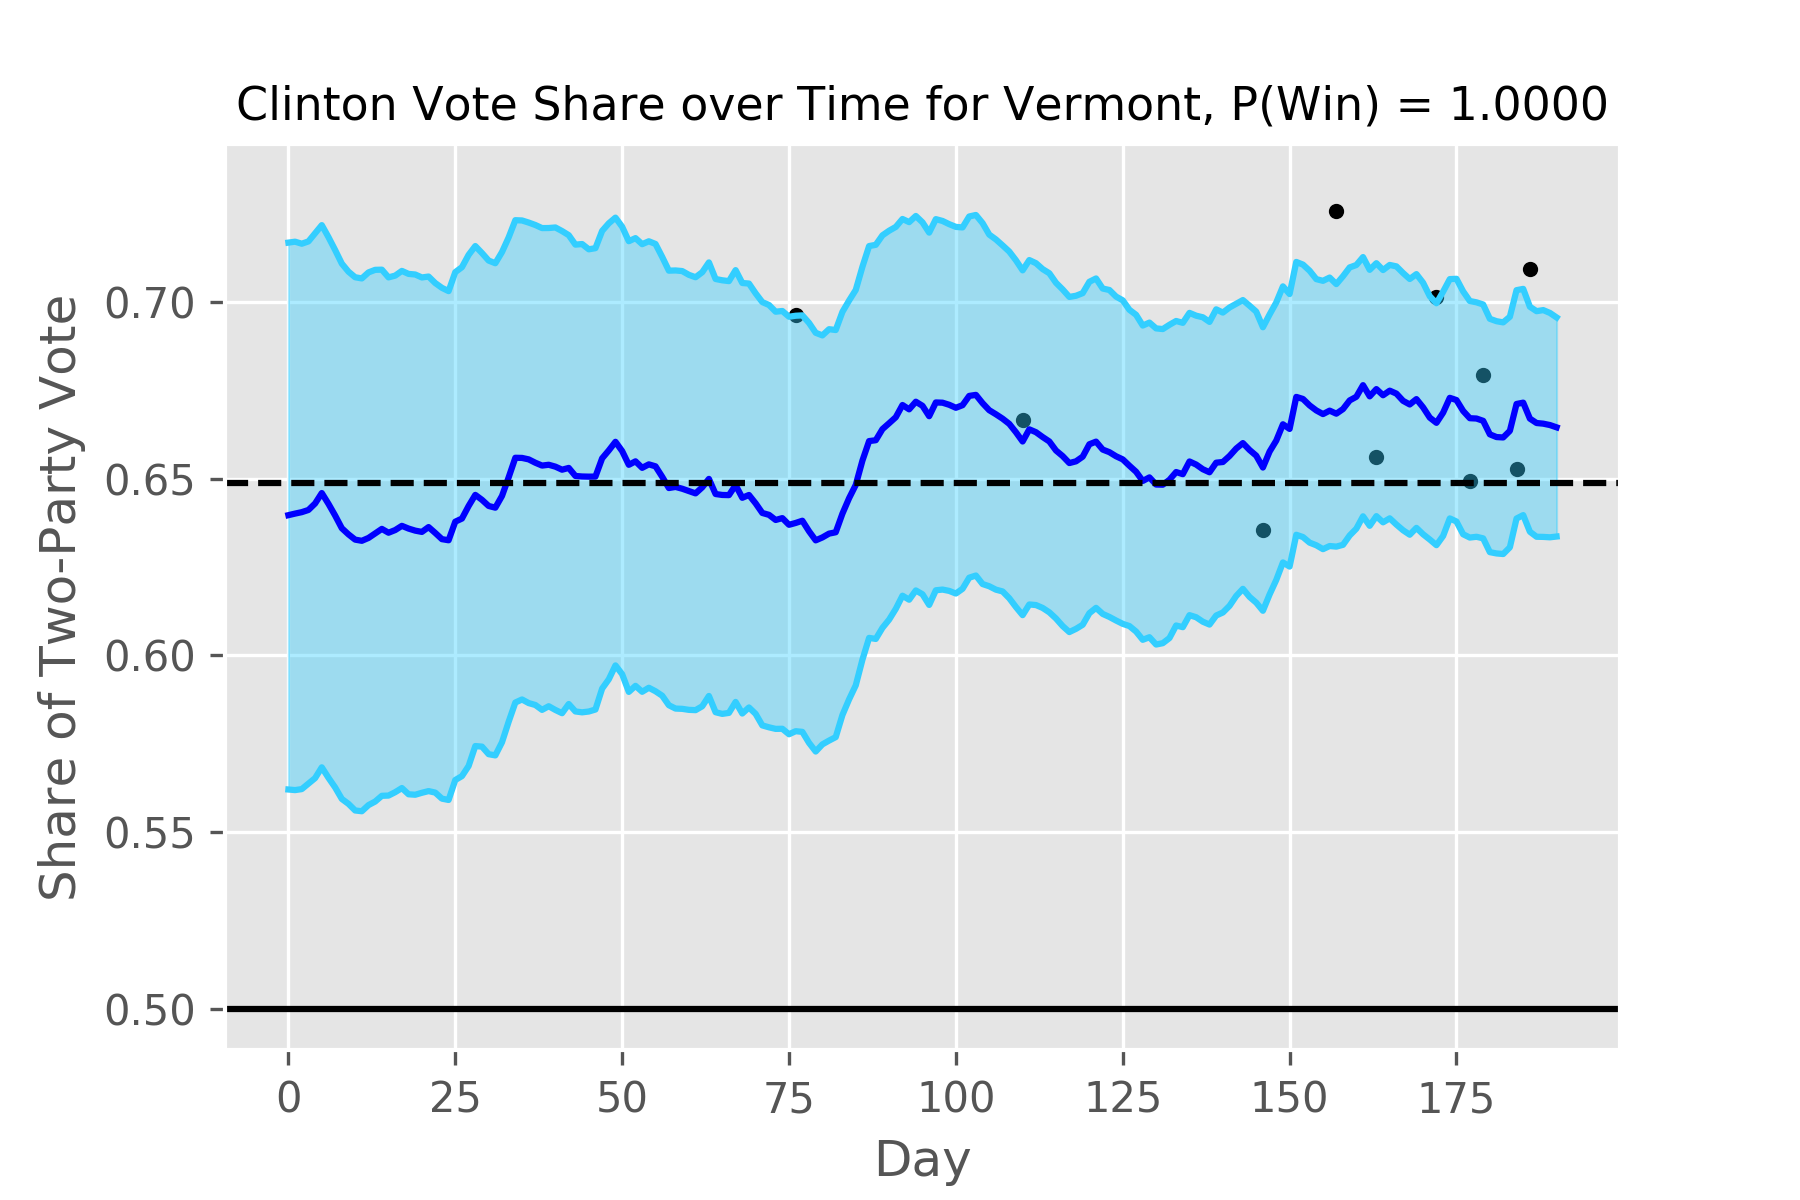 Clinton Vote Share over Time for Vermont, P(Win) = 1.0000
Share of Two-Party Vote
0.70
0.65
0.60
0.55
0.50
0 25 50 75 100 125 150 175
Day